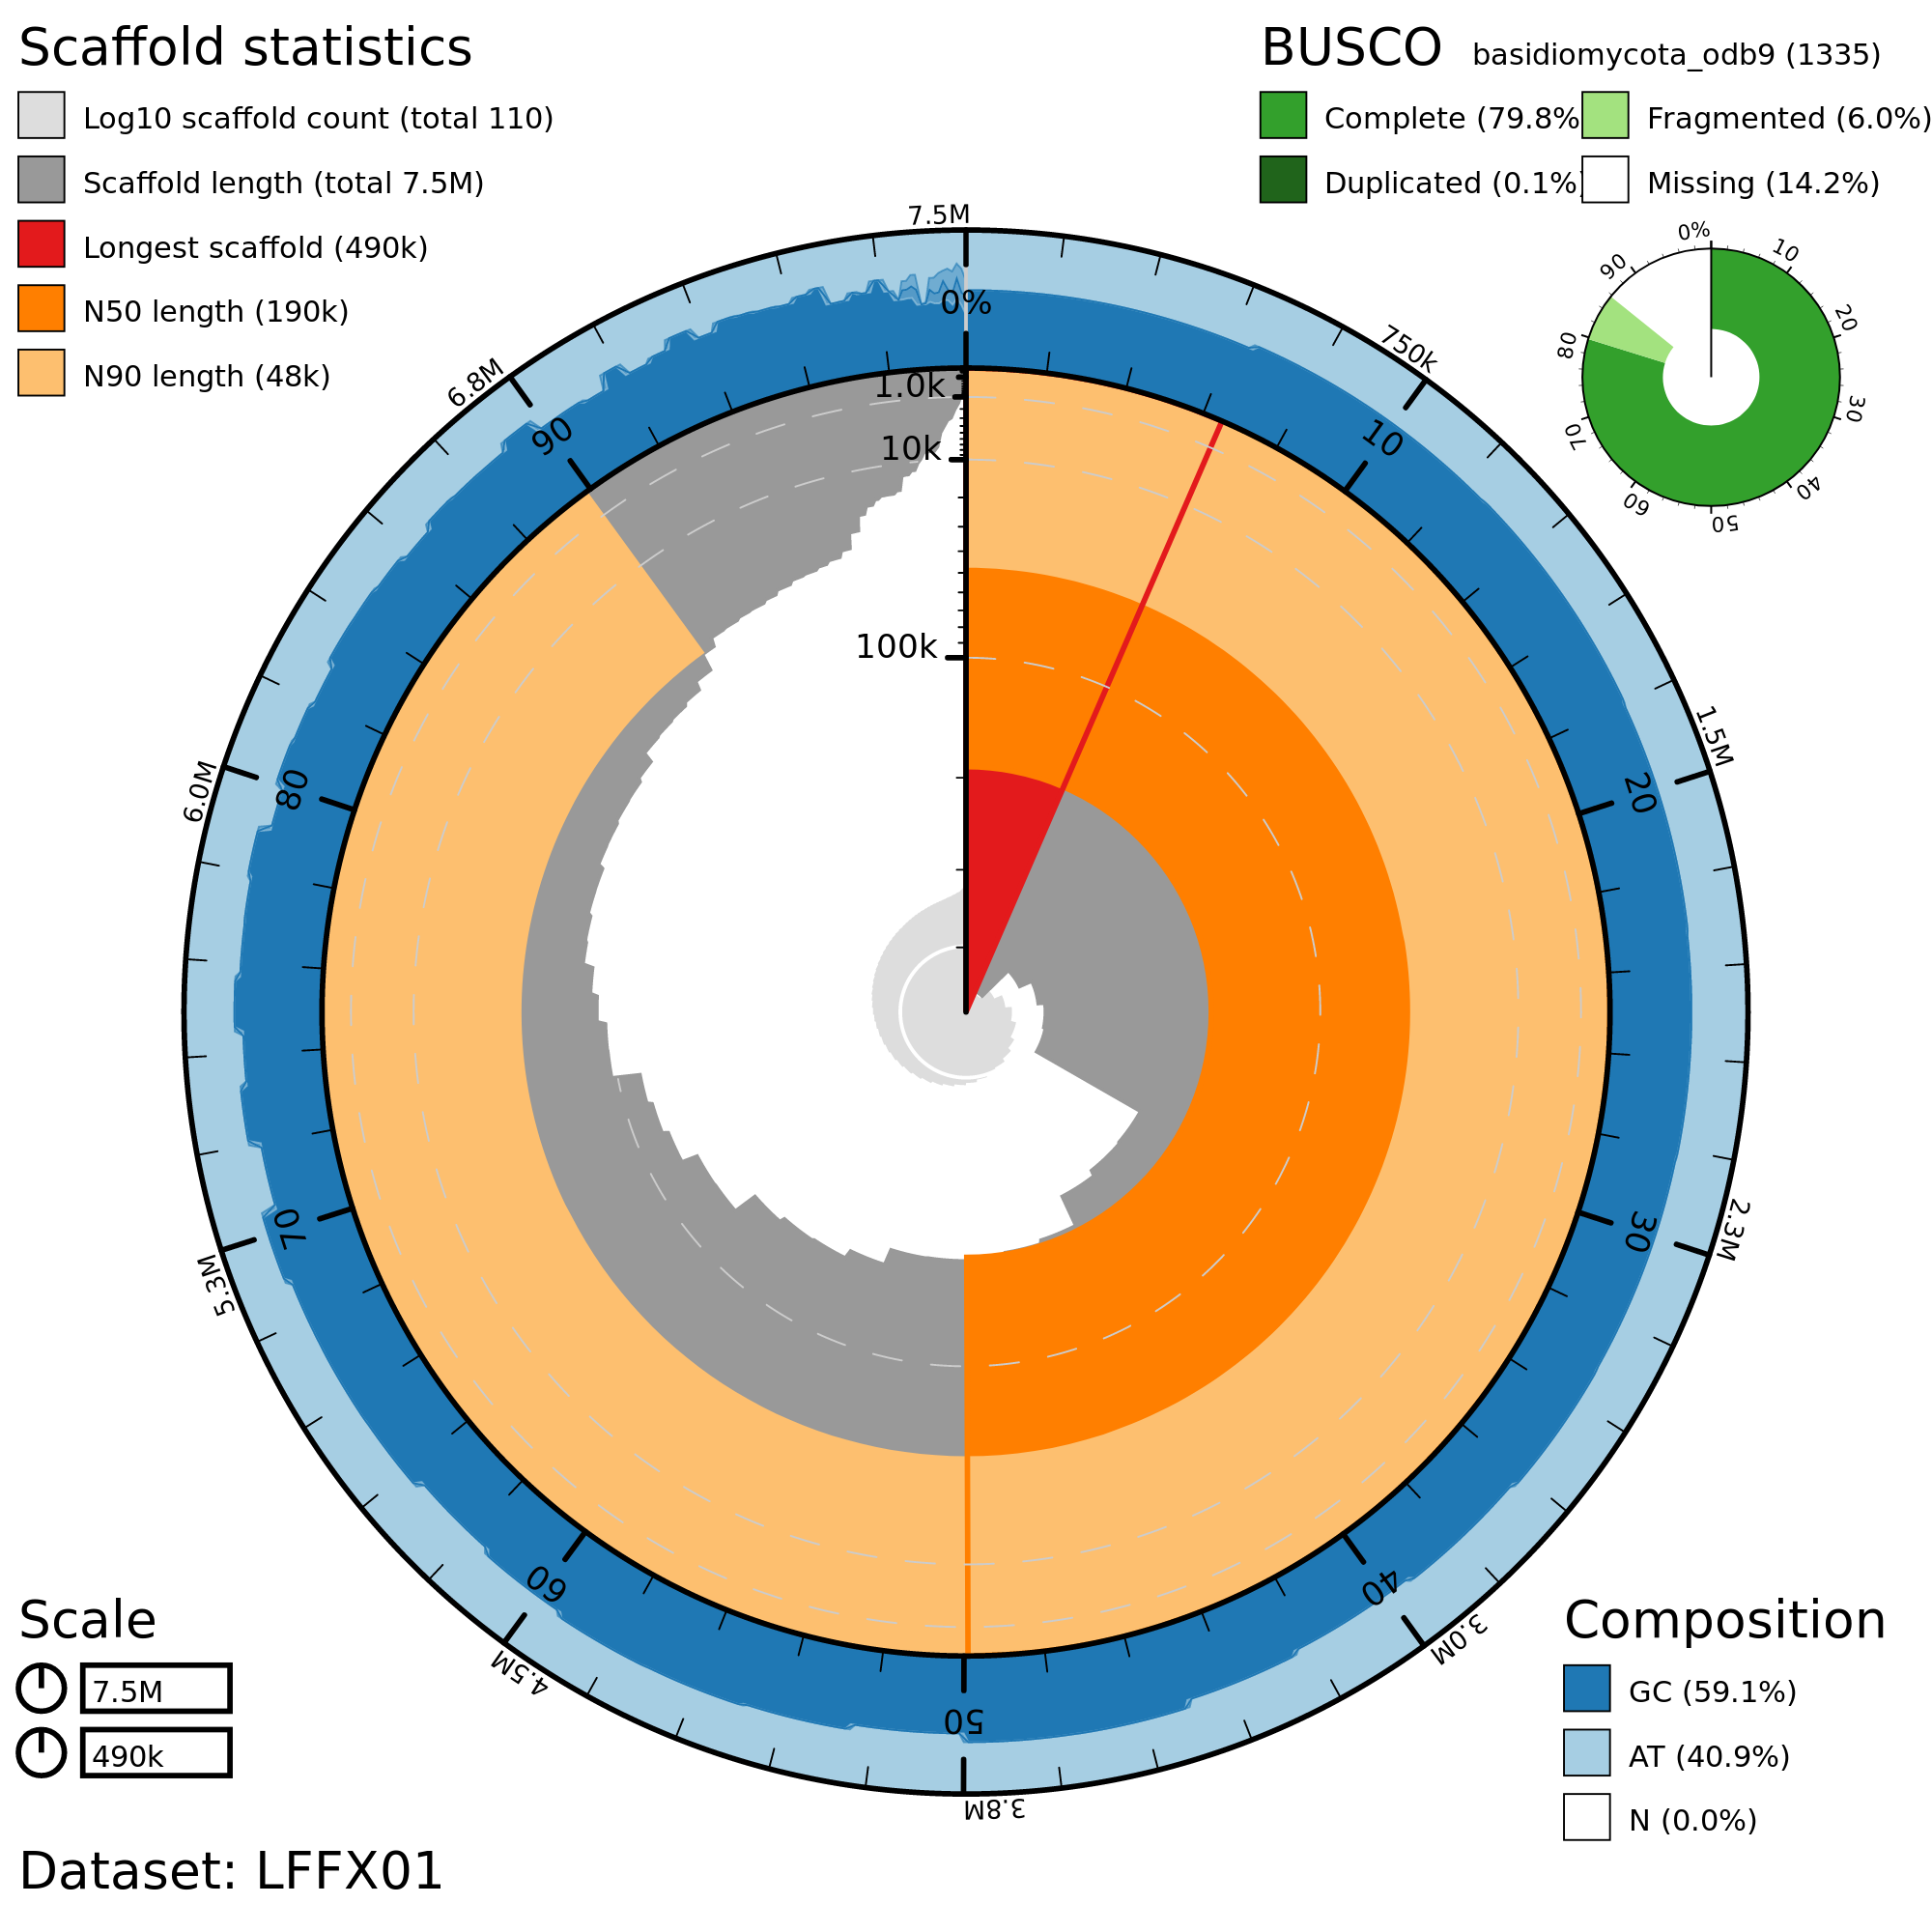 Scaffold statistics
Log10 scaffold count (total 110)
Scaffold length (total 7.5M)
Longest scaffold (490k)
N50 length (190k)
N90 length (48k)
BUSCO basidiomycota_odb9 (1335)
Complete (79.8% Fragmented (6.0%)
Duplicated (0.1%) Missing (14.2%)
0%
10
20
30
40
50
60
70
80
90
7.5M
750k
1.5M
2.3M
3.0M
3.8M
4.5M
5.3M
6.0M
6.8M
0%
10
20
30
40
50
60
70
80
90
1.0k
10k
100k
Scale
7.5M
490k
Composition
GC (59.1%)
AT (40.9%)
N (0.0%)
Dataset: LFFX01